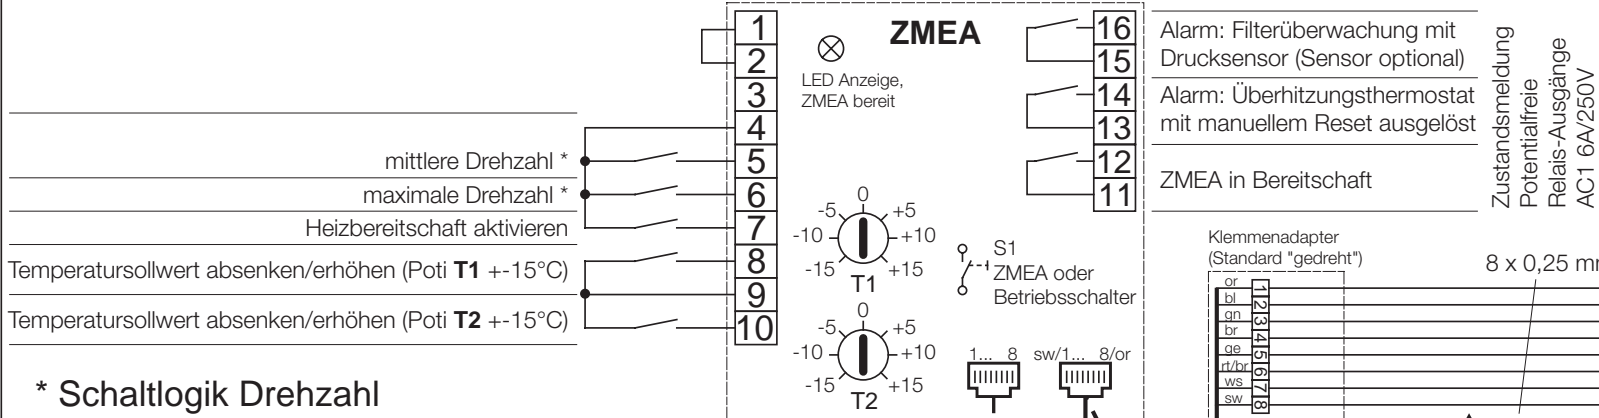 1
2
3
4
5
6
7
8
9
10
mittlere Drehzahl *
maximale Drehzahl *
Heizbereitschaft aktivieren
Temperatursollwert absenken/erhöhen (Poti T1 +-15°C)
Temperatursollwert absenken/erhöhen (Poti T2 +-15°C)
* Schaltlogik Drehzahl
ZMEA
LED Anzeige,
ZMEA bereit
0
-5 +5
-10 +10
-15 +15
T1
0
-5 +5
-10 +10
-15 +15
T2
S1
ZMEA oder
Betriebsschalter
1... 8 sw/1... 8/or
16
15
14
13
12
11
Alarm: Filterüberwachung mit
Drucksensor (Sensor optional)
Alarm: Überhitzungsthermostat
mit manuellem Reset ausgelöst
ZMEA in Bereitschaft
Zustandsmeldung
Potentialfreie
Relais-Ausgänge
AC1 6A/250V
Klemmenadapter
(Standard "gedreht")
8 x 0,25 m
or 1
bl 2
gn 3
br 4
ge 5
rt/br 6
ws 7
sw 8